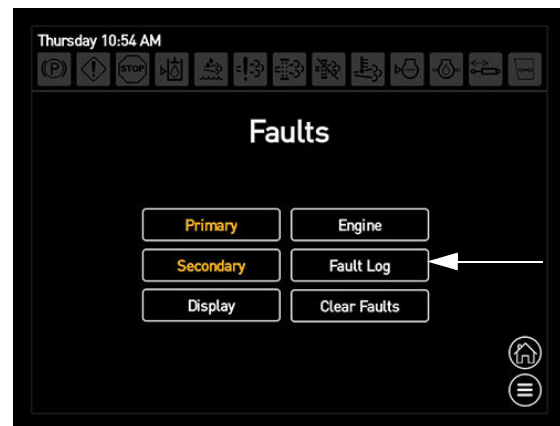 Thursday 10:54 AM
(P) STOP
Faults
Primary Engine
Secondary Fault Log
Display Clear Faults